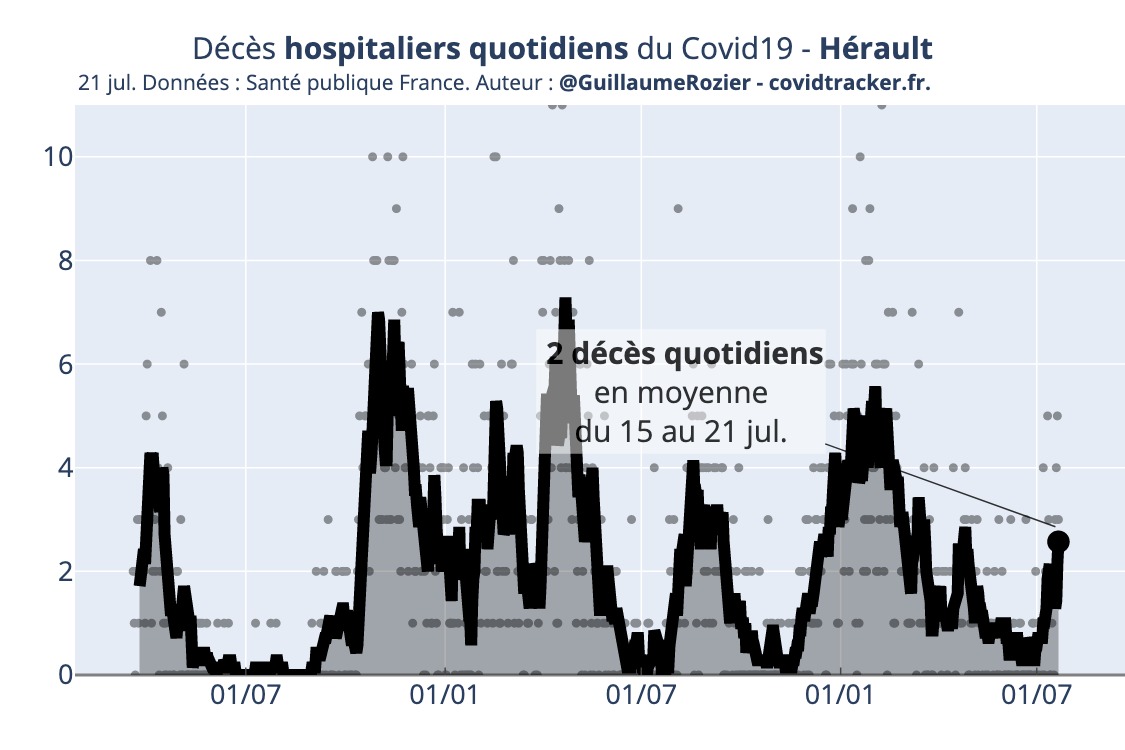 Décès hospitaliers quotidiens du Covid19 - Hérault
21 jul. Données : Santé publique France. Auteur : @GuillaumeRozier - covidtracker.fr.
10
8
6
4
2
0
2 décès quotidiens
en moyenne
du 15 au 21 jul.
01/07 01/01 01/07 01/01 01/07